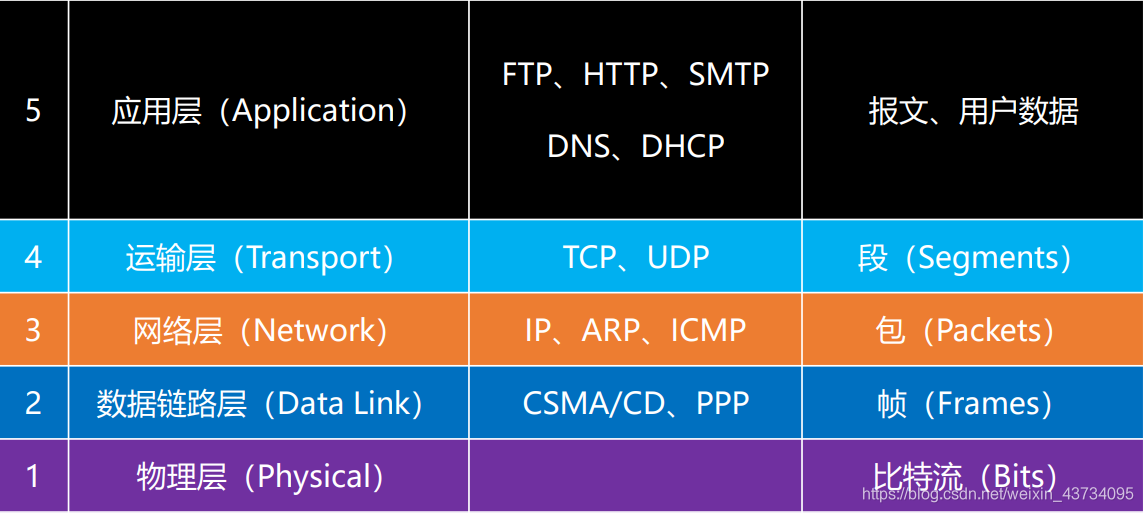 5 应用层（Application） FTP、HTTP、SMTP
DNS、DHCP 报文、用户数据
4 运输层（Transport） TCP、UDP 段（Segments）
3 网络层（Network） IP、ARP、ICMP 包（Packets）
2 数据链路层（Data Link） CSMA/CD、PPP 帧（Frames）
1 物理层（Physical） 比特流（Bits）
https://blog.csdn.net/weixin_43734095